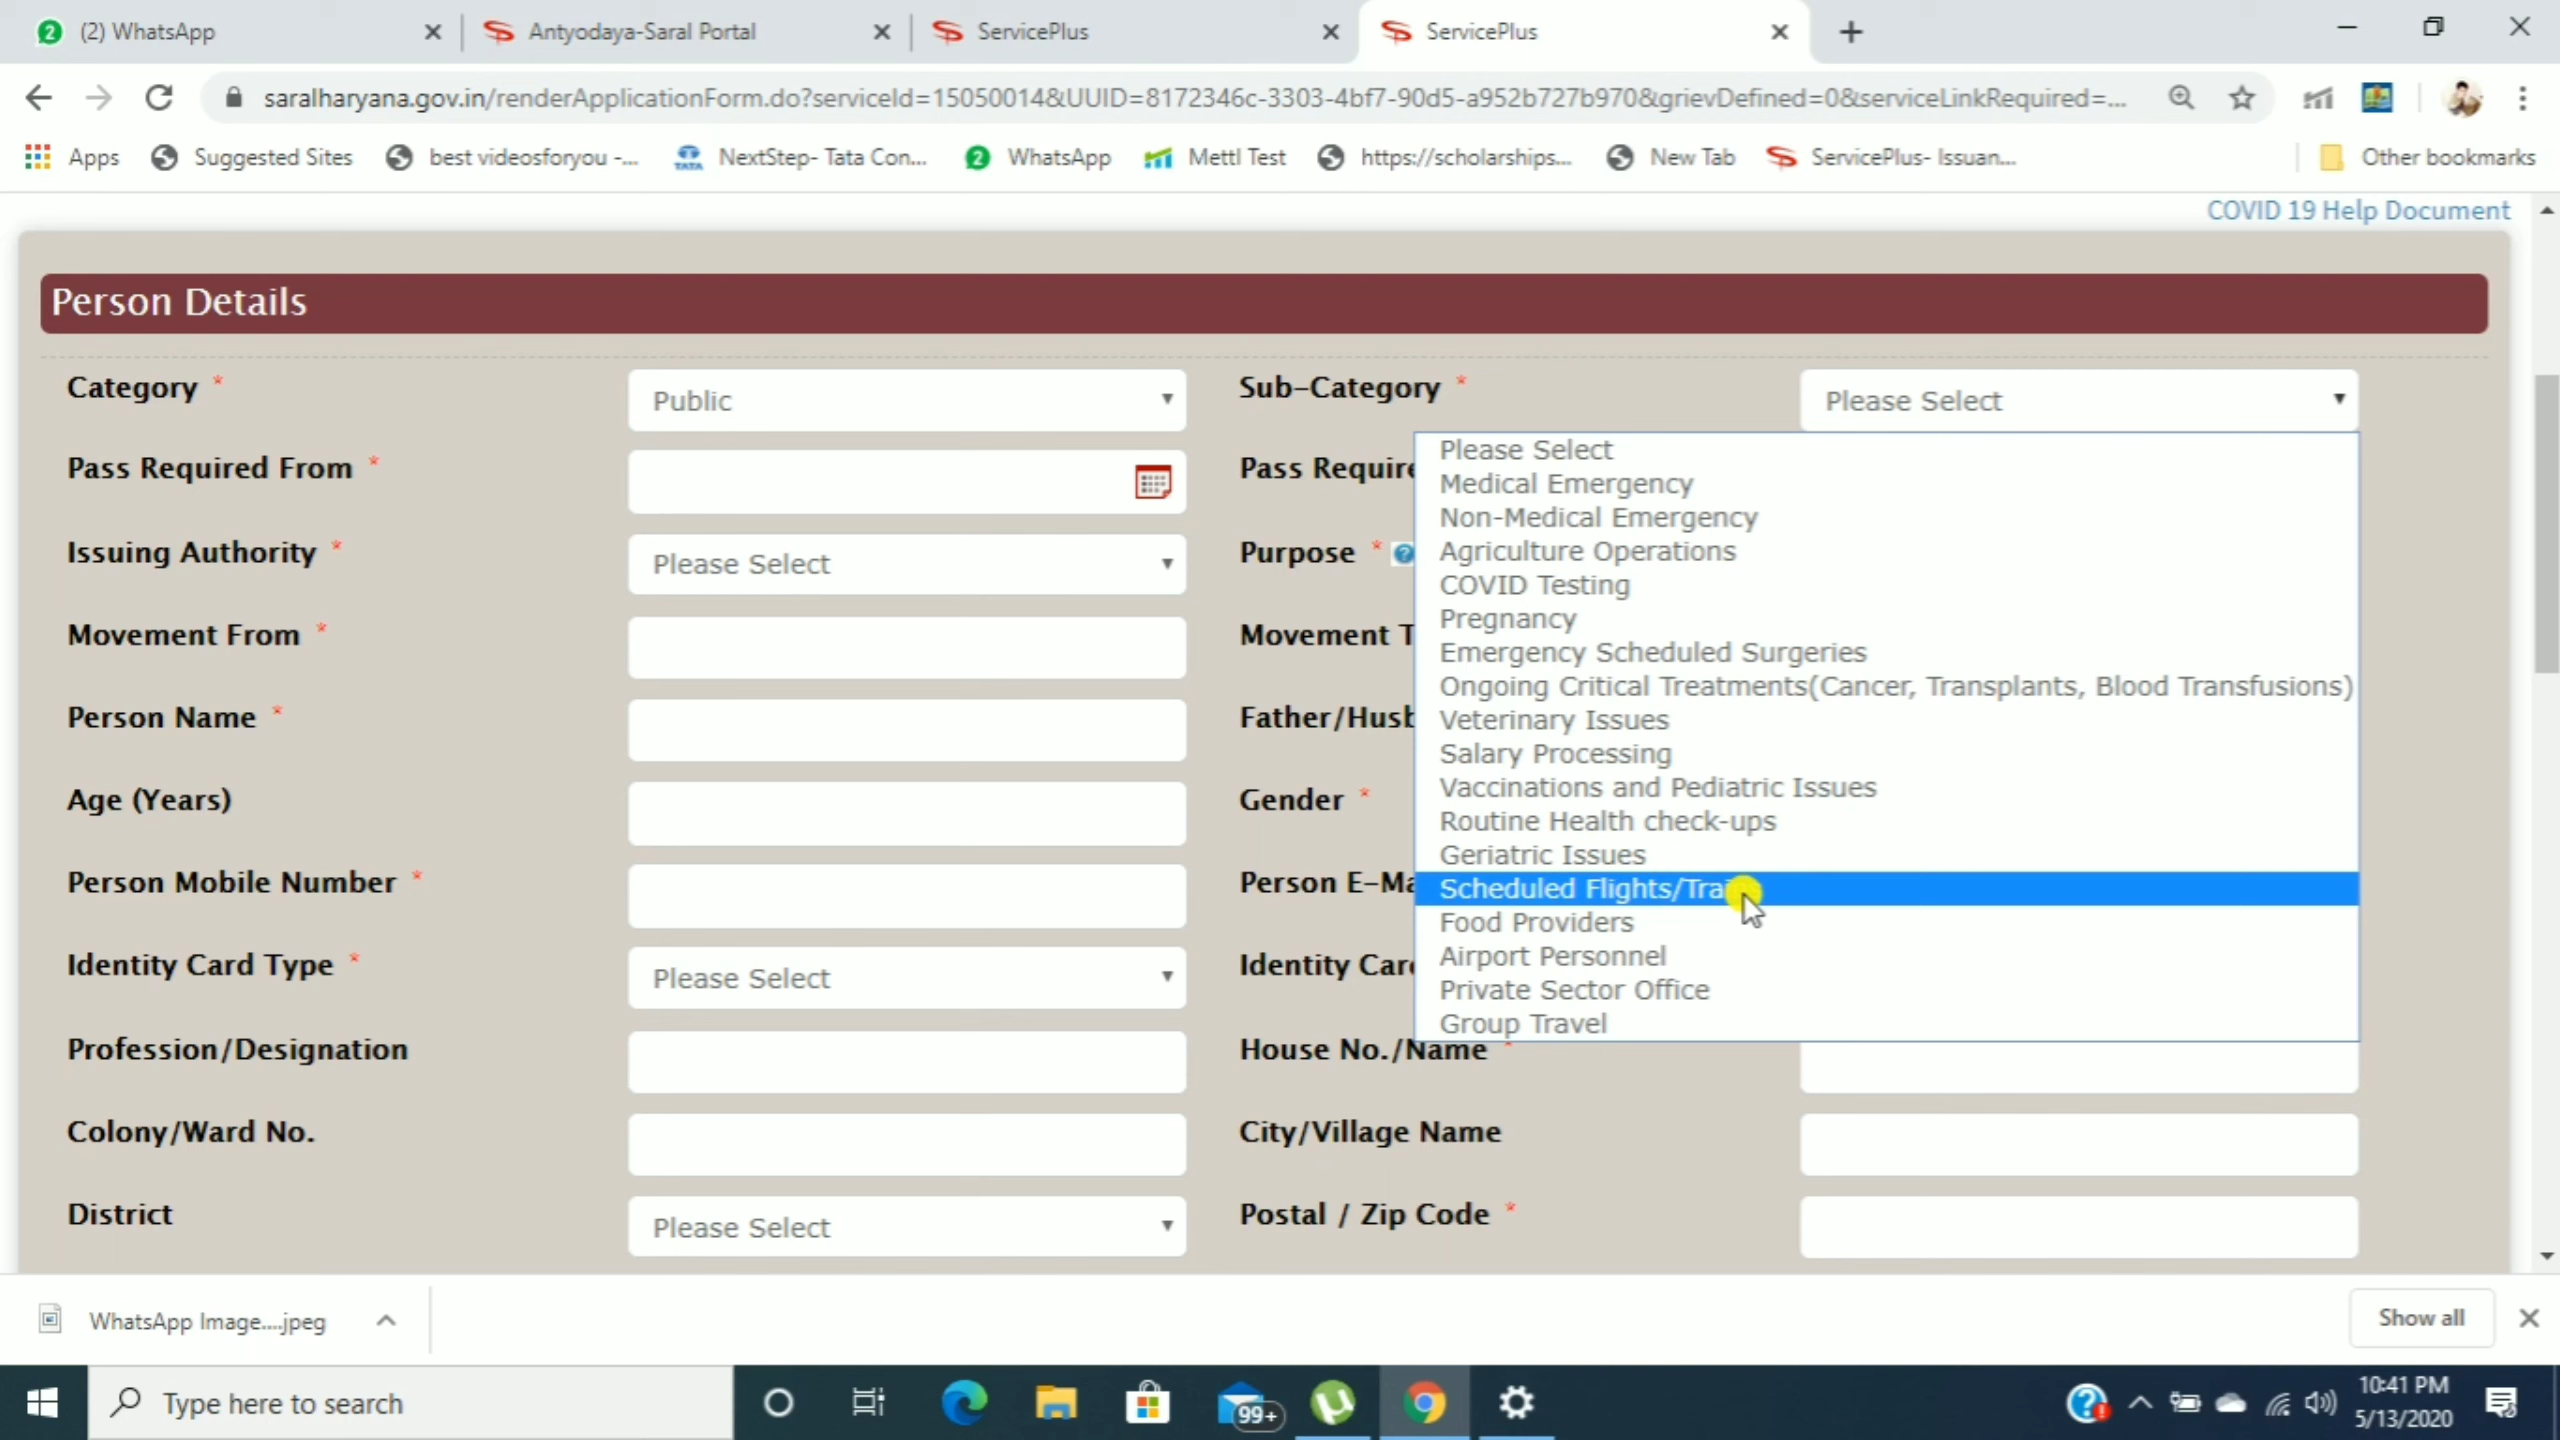 (2) WhatsApp
Antyodaya-Saral Portal
ServicePlus
ServicePlus
saralharyana.gov.in/renderApplicationForm.do?serviceId=15050014&UUID=8172346c-3303-4bf7-90d5-a952b727b970&grievDefined=0&serviceLinkRequired=...
Apps
Suggested Sites
best videosforyou -...
TATA
NextStep- Tata Con...
2
WhatsApp
Mettl Test
https://scholarships...
New Tab
ServicePlus- Issuan...
Other bookmarks
COVID 19 Help Document
Person Details
Category *
Public
Sub-Category *
Please Select
Pass Required From *
Pass Require
Issuing Authority *
Please Select
Purpose * ?
Movement From *
Movement T
Person Name *
Father/Husb
Age (Years)
Gender *
Person Mobile Number *
Person E-Ma
Identity Card Type *
Please Select
Identity Car
Profession/Designation
House No./Name *
Colony/Ward No.
City/Village Name
District
Please Select
Postal / Zip Code *
Please Select
Medical Emergency
Non-Medical Emergency
Agriculture Operations
COVID Testing
Pregnancy
Emergency Scheduled Surgeries
Ongoing Critical Treatments(Cancer, Transplants, Blood Transfusions)
Veterinary Issues
Salary Processing
Vaccinations and Pediatric Issues
Routine Health check-ups
Geriatric Issues
Scheduled Flights/Tra
Food Providers
Airport Personnel
Private Sector Office
Group Travel
WhatsApp Image....jpeg
Show all
Type here to search
99+
10:41 PM
5/13/2020